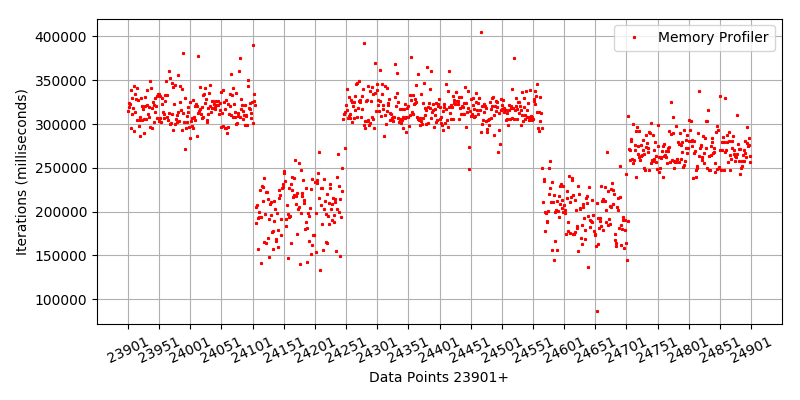 Memory Profiler
Iterations (milliseconds)
400000
350000
300000
250000
200000
150000
100000
23901 23951 24001 24051 24101 24151 24201 24251 24301 24351 24401 24451 24501 24551 24601 24651 24701 24751 24801 24851 24901
Data Points 23901+